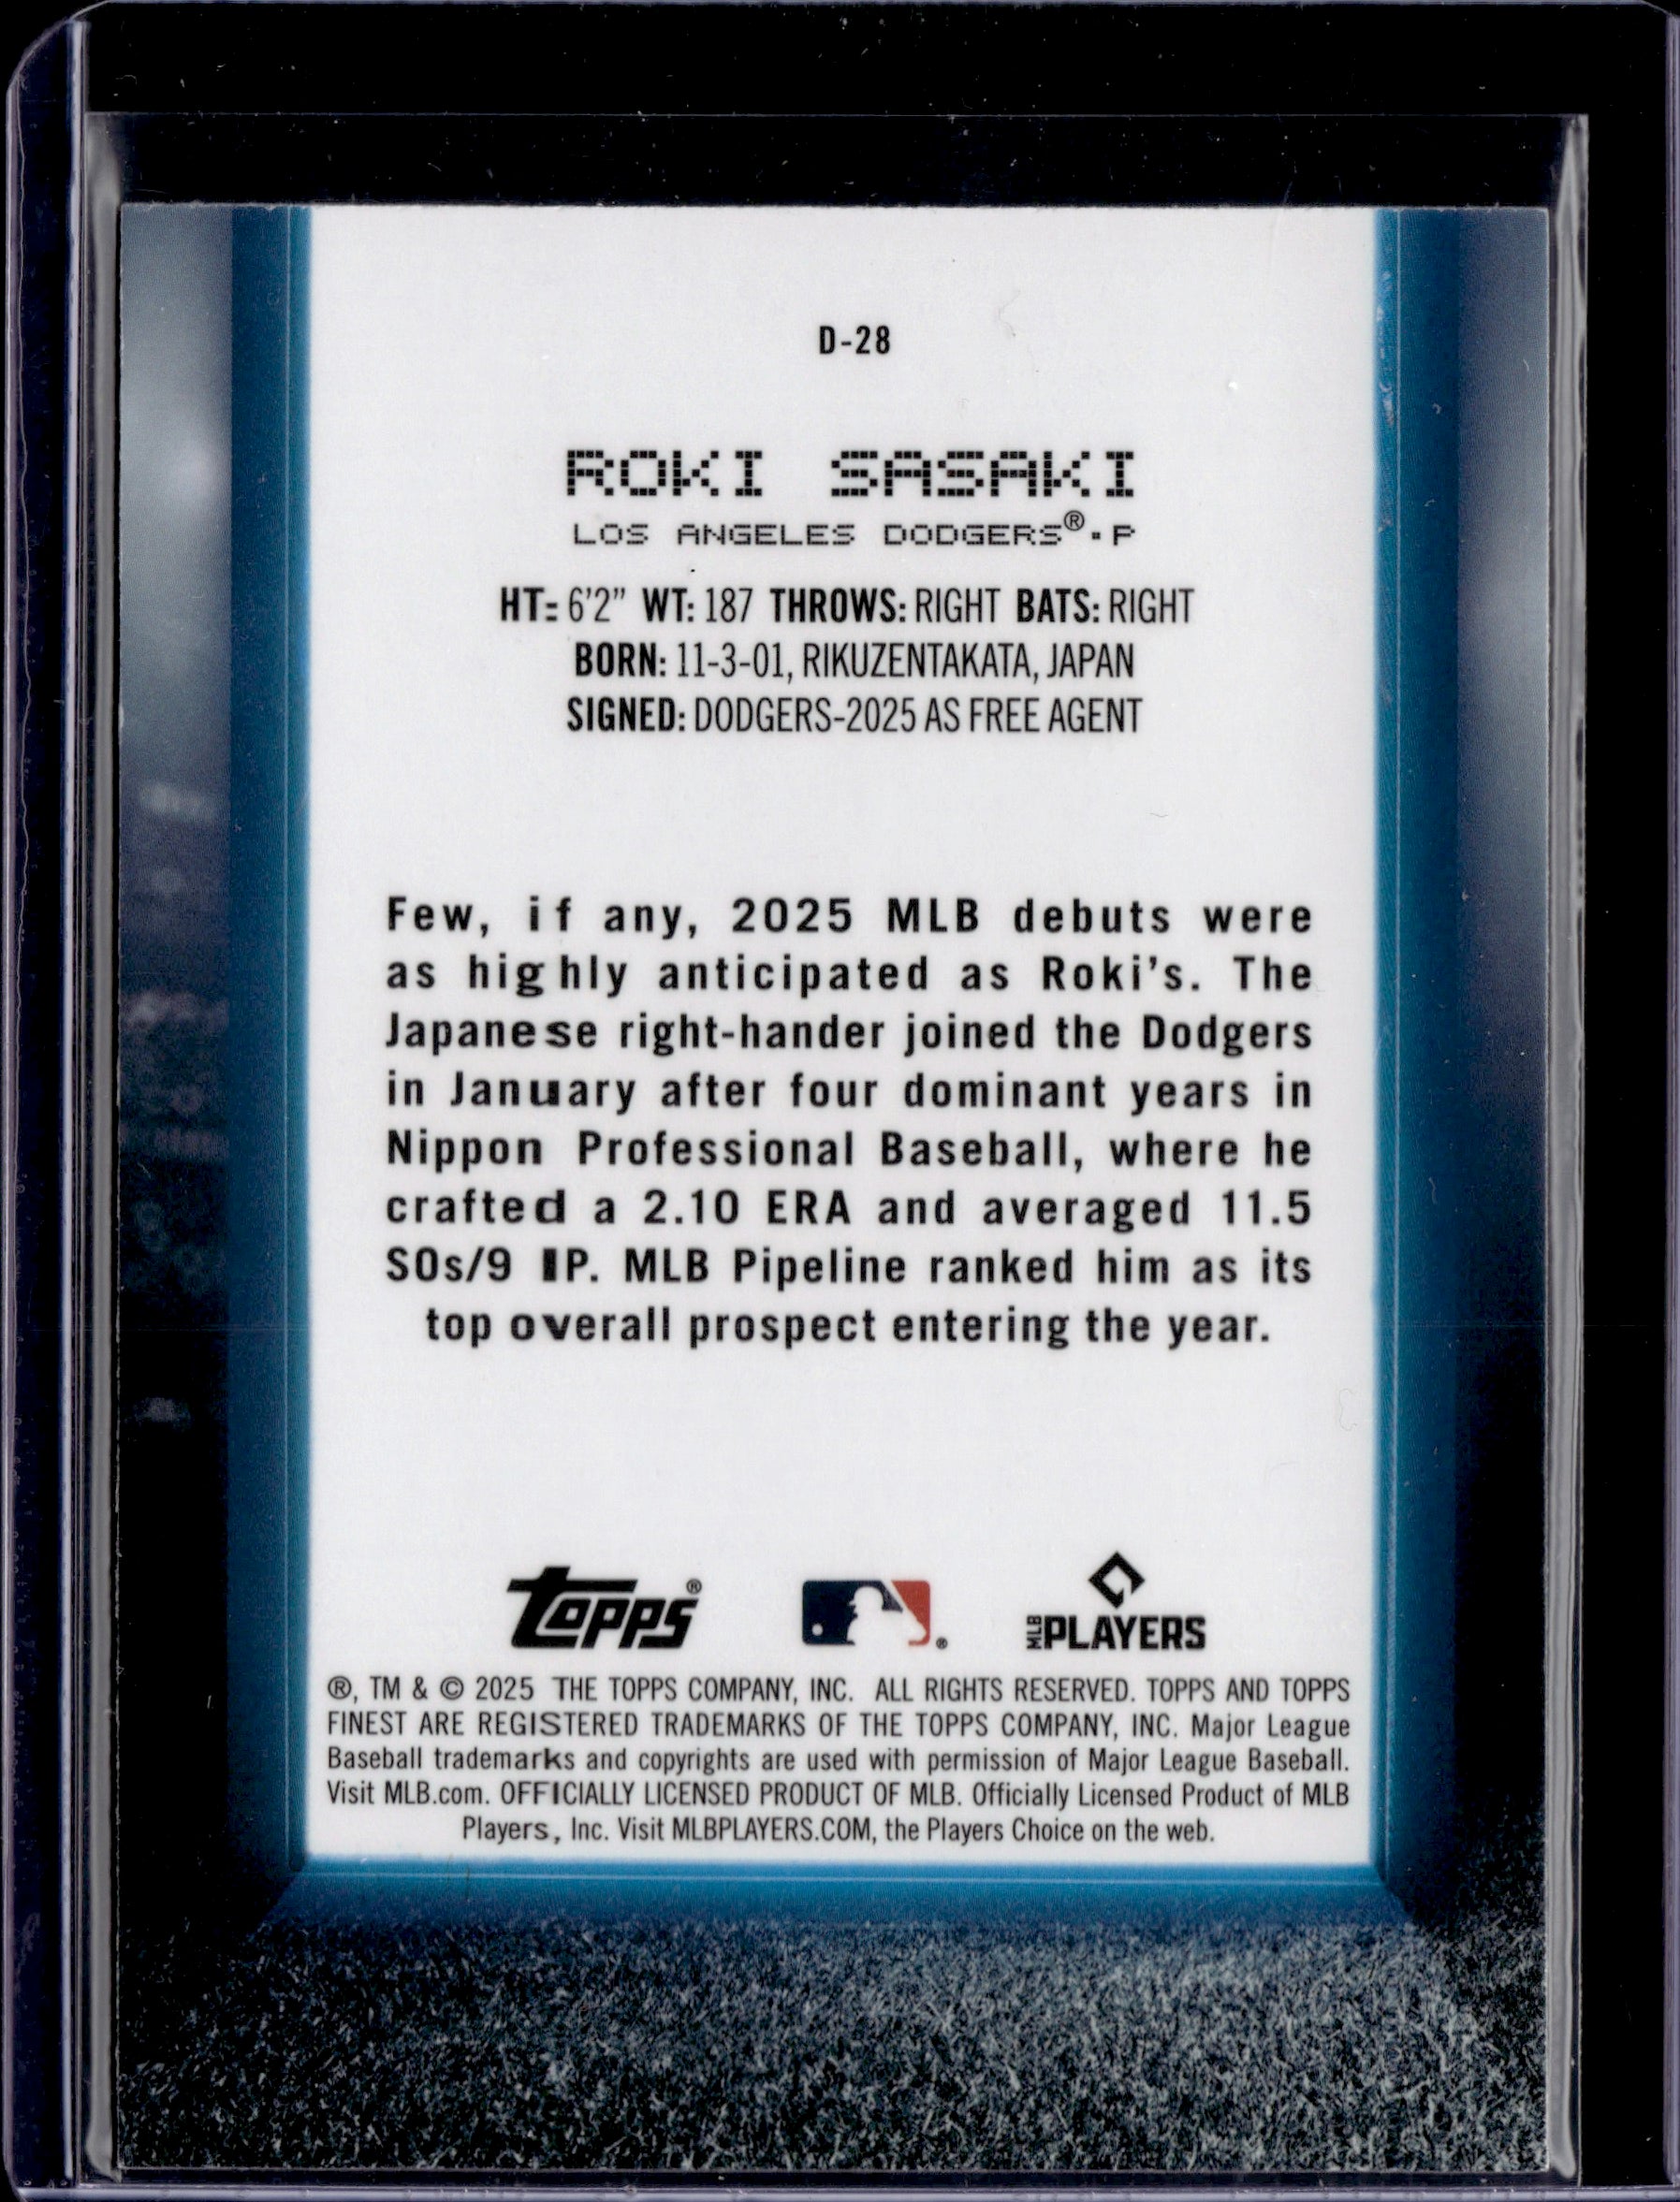 D-28
ROKI SASAKI
LOS ANGELES DODGERS®▪P
HT: 6'2" WT: 187 THROWS: RIGHT BATS: RIGHT
BORN: 11-3-01, RIKUZENTAKATA, JAPAN
SIGNED: DODGERS-2025 AS FREE AGENT
Few, if any, 2025 MLB debuts were
as highly anticipated as Roki's. The
Japanese right-hander joined the Dodgers
in January after four dominant years in
Nippon Professional Baseball, where he
crafted a 2.10 ERA and averaged 11.5
SOs/9 IP. MLB Pipeline ranked him as its
top overall prospect entering the year.
Topps® ® MLB PLAYERS
®, TM & © 2025 THE TOPPS COMPANY, INC. ALL RIGHTS RESERVED. TOPPS AND TOPPS
FINEST ARE REGISTERED TRADEMARKS OF THE TOPPS COMPANY, INC. Major League
Baseball trademarks and copyrights are used with permission of Major League Baseball.
Visit MLB.com. OFFICIALLY LICENSED PRODUCT OF MLB. Officially Licensed Product of MLB
Players, Inc. Visit MLBPLAYERS.COM, the Players Choice on the web.